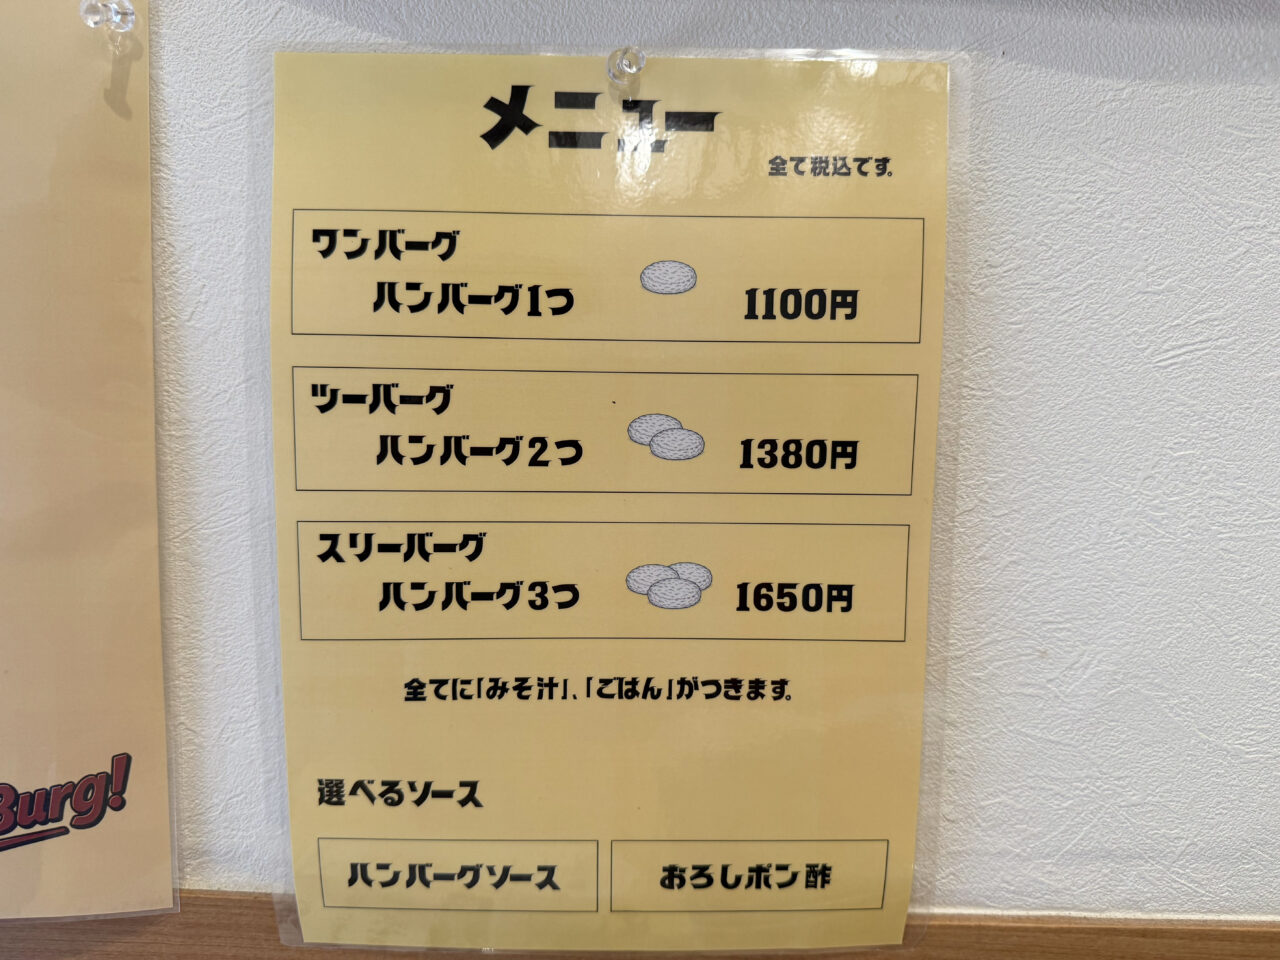 メニュー
全て税込です。
ワンバーグ
ハンバーグ1つ
1100円
ツーバーグ
ハンバーグ2つ
1380円
スリーバーグ
ハンバーグ3つ
1650円
全てに「みそ汁」、「ごはん」がつきます。
選べるソース
ハンバーグソース
おろしポン酢
Burg!